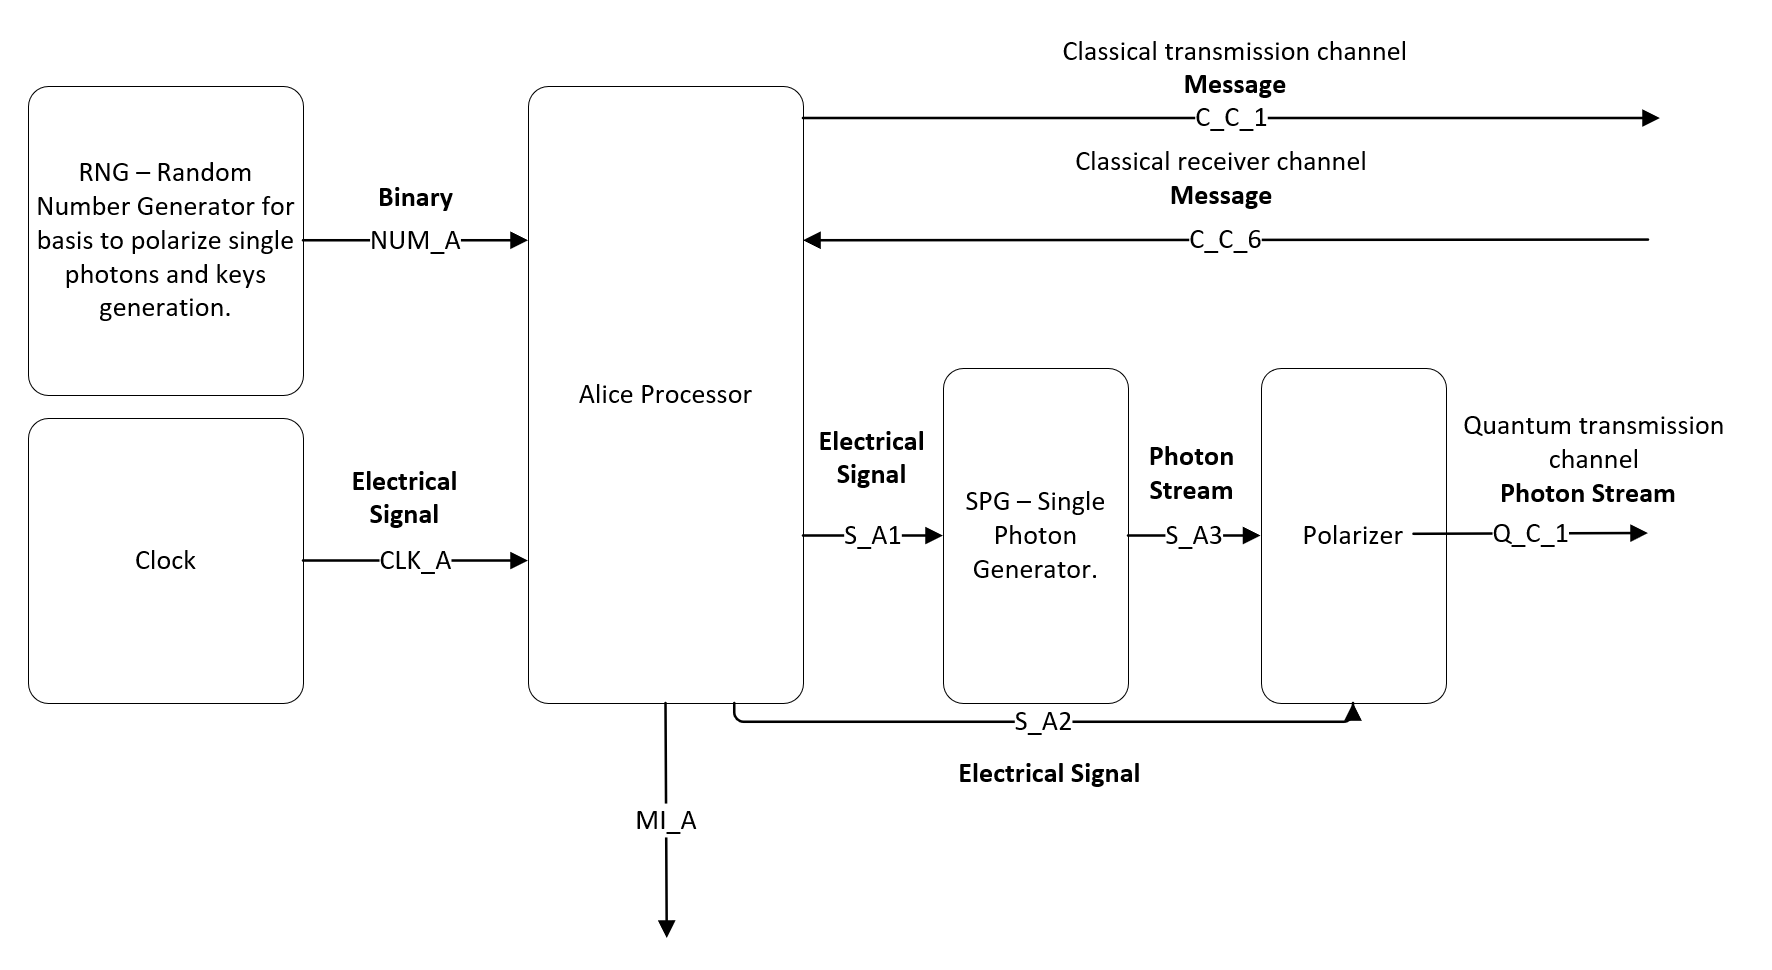 Classical transmission channel
Message
C_C_1
Classical receiver channel
Message
C_C_6
RNG – Random
Number Generator for
basis to polarize single
photons and keys
generation.
Binary
NUM_A
Alice Processor
Clock
Electrical
Signal
CLK_A
Electrical
Signal
S_A1
SPG – Single
Photon
Generator.
Photon
Stream
S_A3
Polarizer
Quantum transmission
channel
Photon Stream
Q_C_1
S_A2
Electrical Signal
MI_A